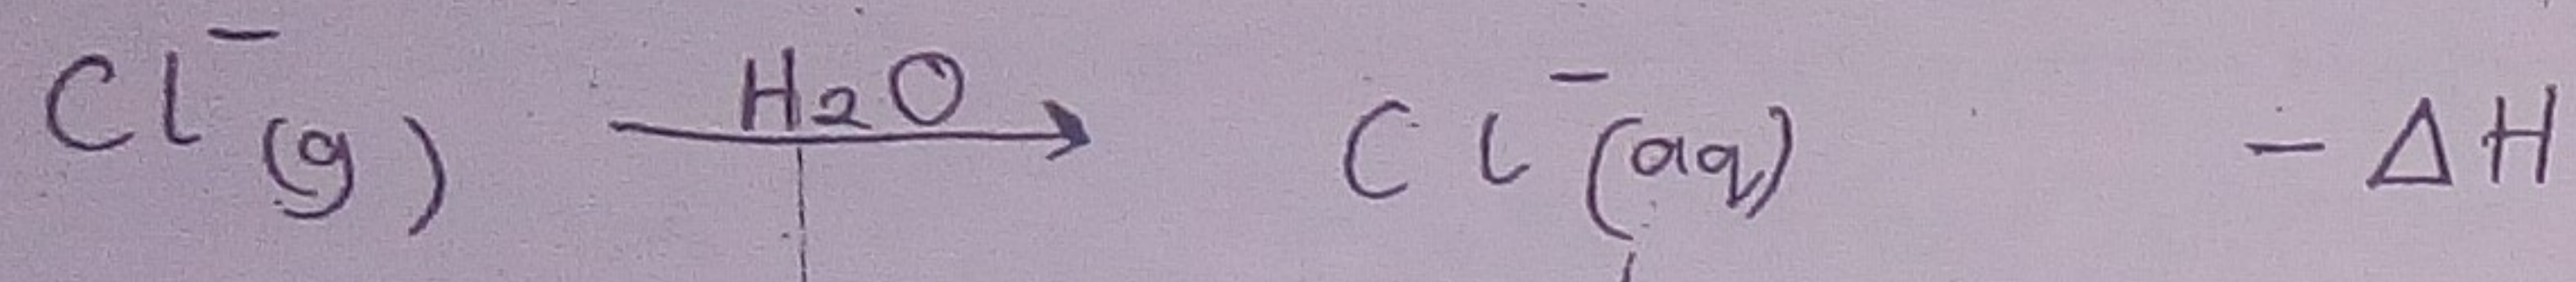 Cl⁻(g) —H₂O→ Cl⁻(aq) - ΔH